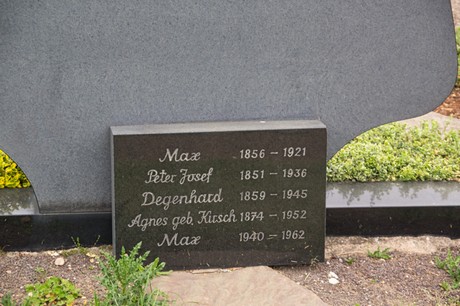 Max 1856 – 1921
Peter Josef 1851 – 1936
Degenhard 1859 – 1945
Agnes geb. Kirsch 1874 – 1952
Max 1940 – 1962